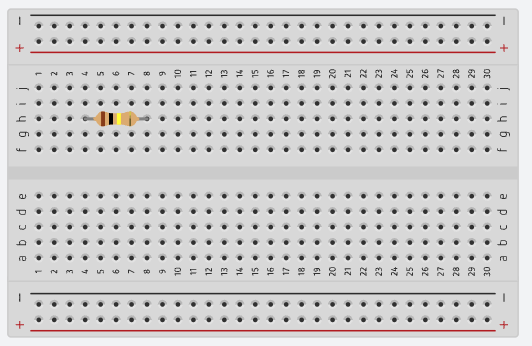 − −
+ +
1 2 3 4 5 6 7 8 9 10 11 12 13 14 15 16 17 18 19 20 21 22 23 24 25 26 27 28 29 30
j j
i i
h h
g g
f f
e e
d d
c c
b b
a a
1 2 3 4 5 6 7 8 9 10 11 12 13 14 15 16 17 18 19 20 21 22 23 24 25 26 27 28 29 30
− −
+ +